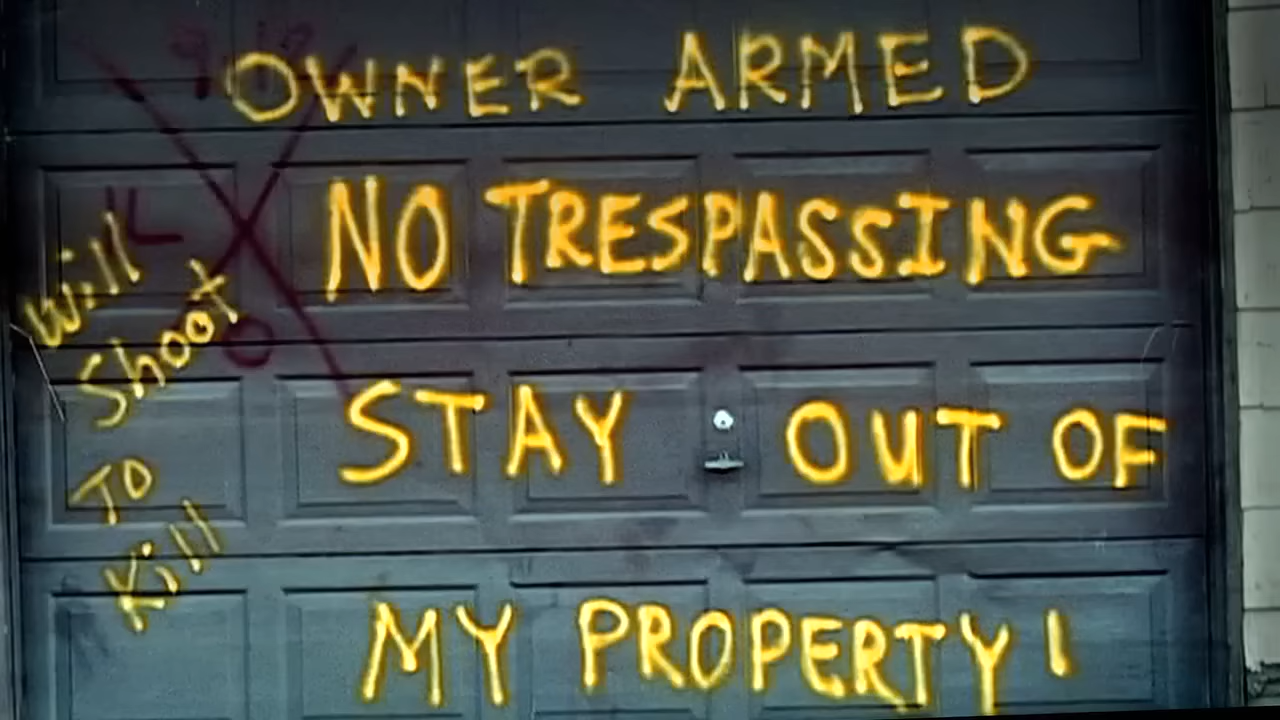 OWNER ARMED
NO TRESPASSING
STAY OUT OF
MY PROPERTY!
Will
Shoot
TO
Kill